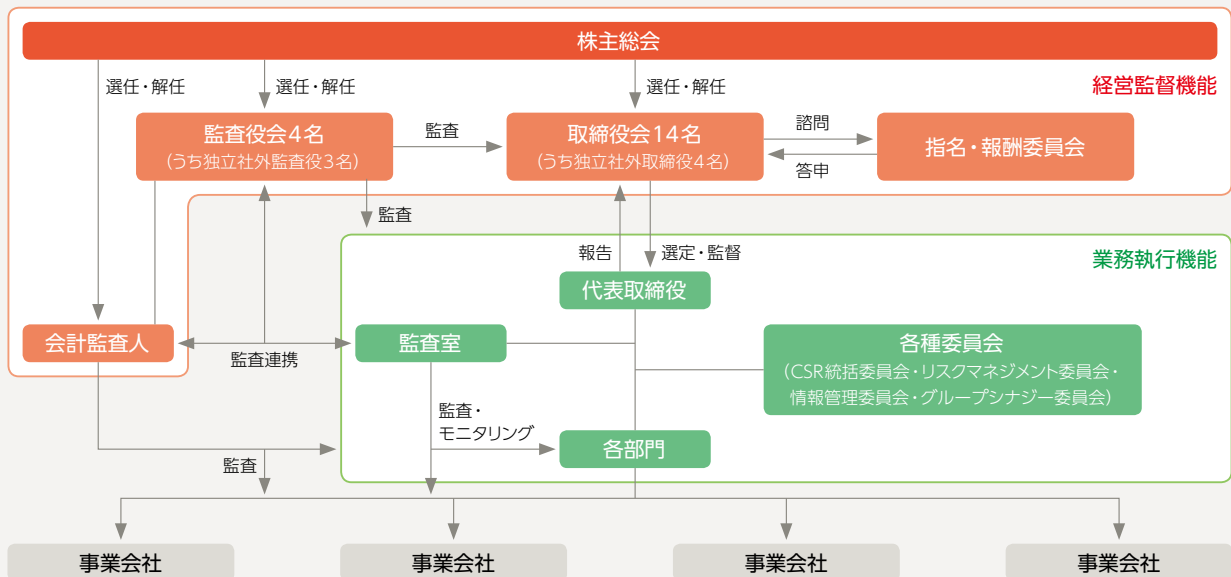 株主総会
選任・解任
選任・解任
選任・解任
経営監督機能
監査役会4名
(うち独立社外監査役3名)
監査
取締役会14名
(うち独立社外取締役4名)
諮問
答申
指名・報酬委員会
監査
報告
選定・監督
業務執行機能
代表取締役
会計監査人
監査連携
監査室
各種委員会
(CSR統括委員会・リスクマネジメント委員会・
情報管理委員会・グループシナジー委員会)
監査・
モニタリング
各部門
監査
事業会社
事業会社
事業会社
事業会社